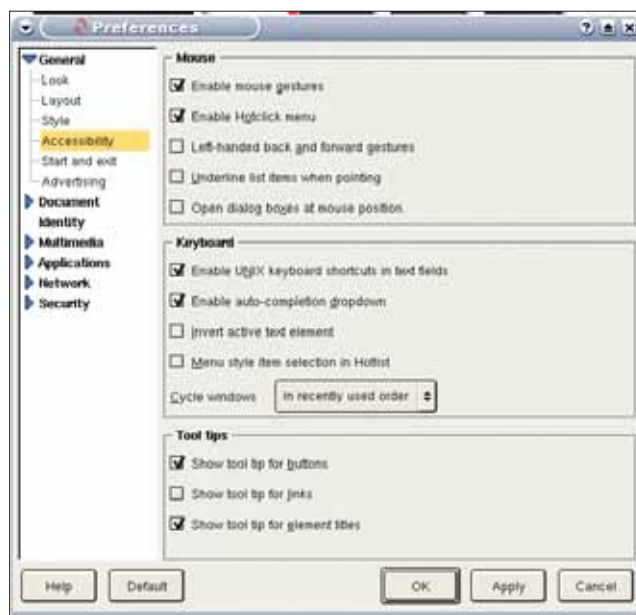 Preferences
General
Look
Layout
Style
Accessibility
Start and exit
Advertising
Document
Identity
Multimedia
Applications
Network
Security
Mouse
Enable mouse gestures
Enable Hotclick menu
Left-handed back and forward gestures
Underline list items when pointing
Open dialog boxes at mouse position
Keyboard
Enable UNIX keyboard shortcuts in text fields
Enable auto-completion dropdown
Invert active text element
Menu style item selection in Hotlist
Cycle windows in recently used order
Tool tips
Show tool tip for buttons
Show tool tip for links
Show tool tip for element titles
Help Default OK Apply Cancel